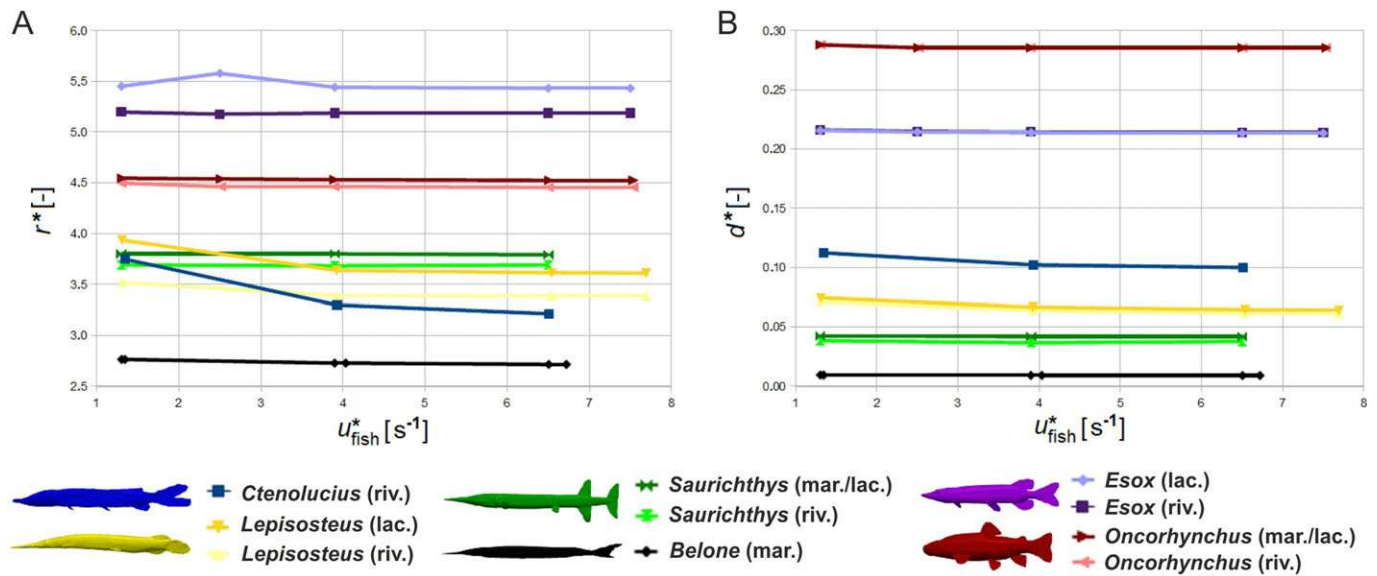 A
6.0
5.5
5.0
4.5
4.0
3.5
3.0
2.5
r* [-]
1 2 3 4 5 6 7 8
u*fish [s-1]
B
0.30
0.25
0.20
0.15
0.10
0.05
0.00
d* [-]
1 2 3 4 5 6 7 8
u*fish [s-1]
Ctenolucius (riv.)
Lepisosteus (lac.)
Lepisosteus (riv.)
Saurichthys (mar./lac.)
Saurichthys (riv.)
Belone (mar.)
Esox (lac.)
Esox (riv.)
Oncorhynchus (mar./lac.)
Oncorhynchus (riv.)